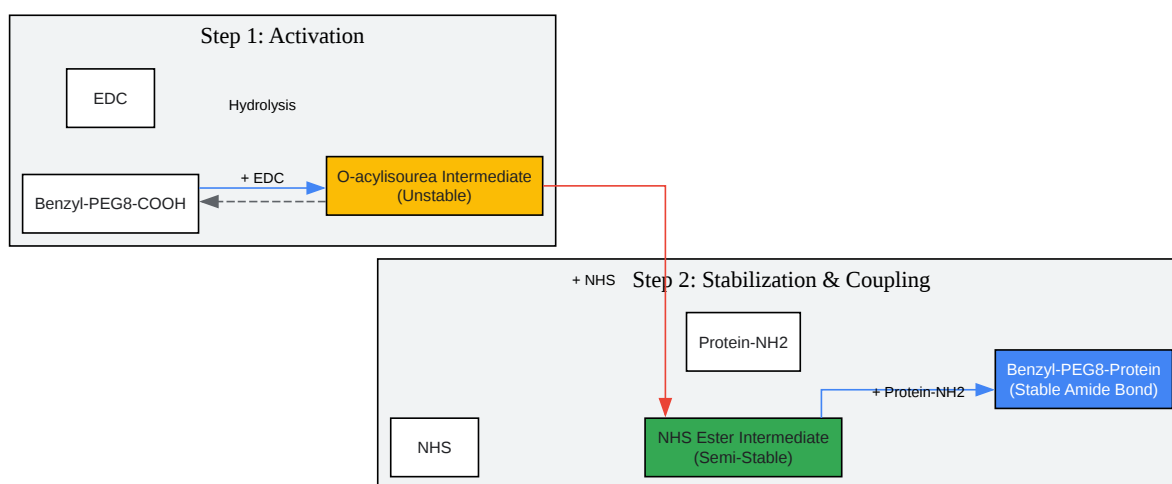 Step 1: Activation
EDC
Hydrolysis
+ EDC
O-acylisourea Intermediate
(Unstable)
Benzyl-PEG8-COOH
+ NHS
Step 2: Stabilization & Coupling
Protein-NH2
Benzyl-PEG8-Protein
(Stable Amide Bond)
+ Protein-NH2
NHS
NHS Ester Intermediate
(Semi-Stable)